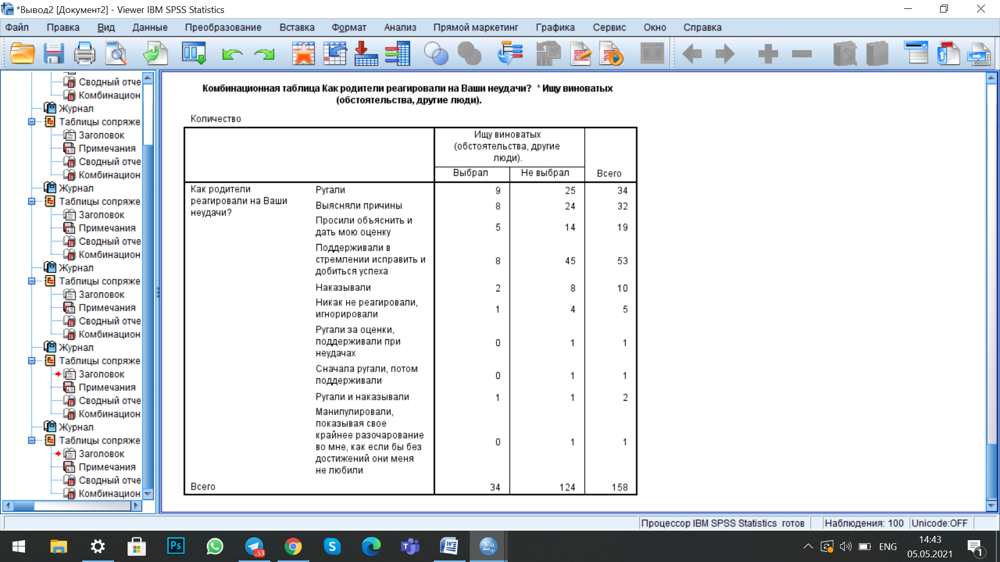 *Вывод2 [Документ2] - Viewer IBM SPSS Statistics
Файл Правка Вид Данные Преобразование Вставка Формат Анализ Прямой маркетинг Графика Сервис Окно Справка
Сводный отче
Комбинацион
Журнал
Таблицы сопряже
Заголовок
Примечания
Сводный отче
Комбинацион
Журнал
Таблицы сопряже
Заголовок
Примечания
Сводный отче
Комбинацион
Журнал
Таблицы сопряже
Заголовок
Примечания
Сводный отче
Комбинацион
Журнал
Таблицы сопряже
Заголовок
Примечания
Сводный отче
Комбинацион
Журнал
Таблицы сопряже
Заголовок
Примечания
Сводный отче
Комбинацион
Комбинационная таблица Как родители реагировали на Ваши неудачи? * Ищу виноватых
(обстоятельства, другие люди).
Количество
Ищу виноватых
(обстоятельства, другие
люди).
Выбрал Не выбрал Всего
Как родители
реагировали на Ваши
неудачи?
Ругали 9 25 34
Выясняли причины 8 24 32
Просили объяснить и
дать мою оценку 5 14 19
Поддерживали в
стремлении исправить и 8 45 53
добиться успеха
Наказывали 2 8 10
Никак не реагировали,
игнорировали 1 4 5
Ругали за оценки,
поддерживали при 0 1 1
неудачах
Сначала ругали, потом
поддерживали 0 1 1
Ругали и наказывали 1 1 2
Манипулировали,
показывая свое
крайнее разочарование
во мне, как если бы без 0 1 1
достижений они меня
не любили
Всего 34 124 158
Процессор IBM SPSS Statistics готов Наблюдения: 100 Unicode:OFF
Ps
..53
S
W
Σα
ENG
14:43
05.05.2021
1